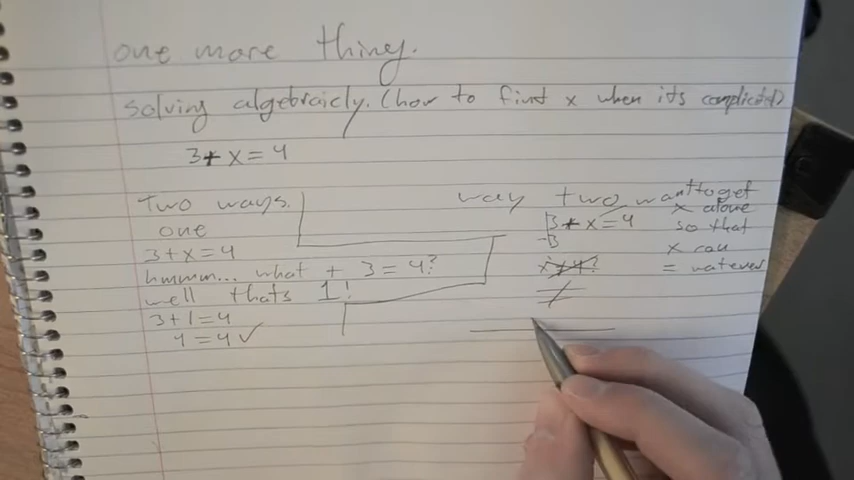 one more thing.
solving algebraicly. (how to find x when its complicated)
3+x=4
two ways.
one
3+x=4
hmmm... what + 3 = 4?
well thats 1!
3+1=4
4=4✓
way two
3+x=4
-3
want to get
x alone
so that
x can
= watever